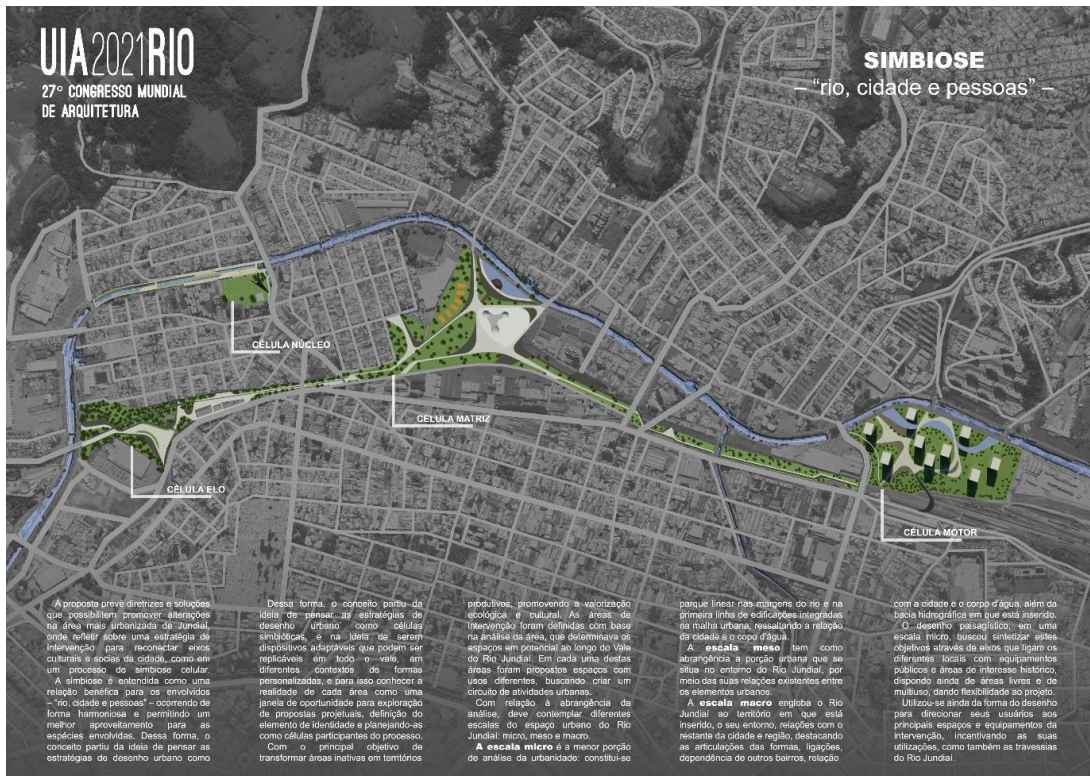 UIA2021RIO
27° CONGRESSO MUNDIAL
DE ARQUITETURA
SIMBIOSE
– “rio, cidade e pessoas” –
CÉLULA NÚCLEO
CÉLULA MATRIZ
CÉLULA ELO
CÉLULA MOTOR
A proposta prevê diretrizes e soluções
que possibilitem promover alterações
na área mais urbanizada de Jundiaí,
onde refletir sobre uma estratégia de
intervenção para reconectar eixos
culturais e sociais da cidade, como em
um processo de simbiose celular.
A simbiose é entendida como uma
relação benéfica para os envolvidos
– “rio, cidade e pessoas” – ocorrendo de
forma harmoniosa e permitindo um
melhor aproveitamento para as
espécies envolvidas. Dessa forma, o
conceito partiu da ideia de pensar as
estratégias de desenho urbano como
Dessa forma, o conceito partiu da
ideia de pensar as estratégias de
desenho urbano como células
simbióticas, e na ideia de serem
dispositivos adaptáveis que podem ser
replicáveis em todo o vale, em
diferentes contextos de formas
personalizadas, e para isso conhecer a
realidade de cada área como uma
janela de oportunidade para exploração
de propostas projetuais, definição do
elemento de identidade e planejando-as
como células participantes do processo.
Com o principal objetivo de
transformar áreas inativas em territórios
produtivos, promovendo a valorização
ecológica e cultural. As áreas de
intervenção foram definidas com base
na análise da área, que determinava os
espaços em potencial ao longo do Vale
do Rio Jundiaí. Em cada uma destas
áreas foram propostos espaços com
usos diferentes, buscando criar um
circuito de atividades urbanas.
Com relação à abrangência da
análise, deve contemplar diferentes
escalas do espaço urbano do Rio
Jundiaí: micro, meso e macro.
A escala micro é a menor porção
de análise da urbanidade: constitui-se
parque linear nas margens do rio e na
primeira linha de edificações integradas
na malha urbana, ressaltando a relação
da cidade e o copo d’água.
A escala meso tem como
abrangência a porção urbana que se
situa no entorno do Rio Jundiaí, por
meio das suas relações existentes entre
os elementos urbanos.
A escala macro engloba o Rio
Jundiaí ao território em que está
inserido, o seu entorno, relações com o
restante da cidade e região, destacando
as articulações das formas, ligações,
dependência de outros bairros, relação
com a cidade e o corpo d’água, além da
bacia hidrográfica em que está inserido.
O desenho paisagístico, em uma
escala micro, buscou sintetizar estes
objetivos através de eixos que ligam os
diferentes locais com equipamentos
públicos e áreas de interesse histórico,
dispondo ainda de áreas livres e de
multiuso, dando flexibilidade ao projeto.
Utilizou-se ainda da forma do desenho
para direcionar seus usuários aos
principais espaços e equipamentos da
intervenção, incentivando as suas
utilizações, como também as travessias
do Rio Jundiaí.